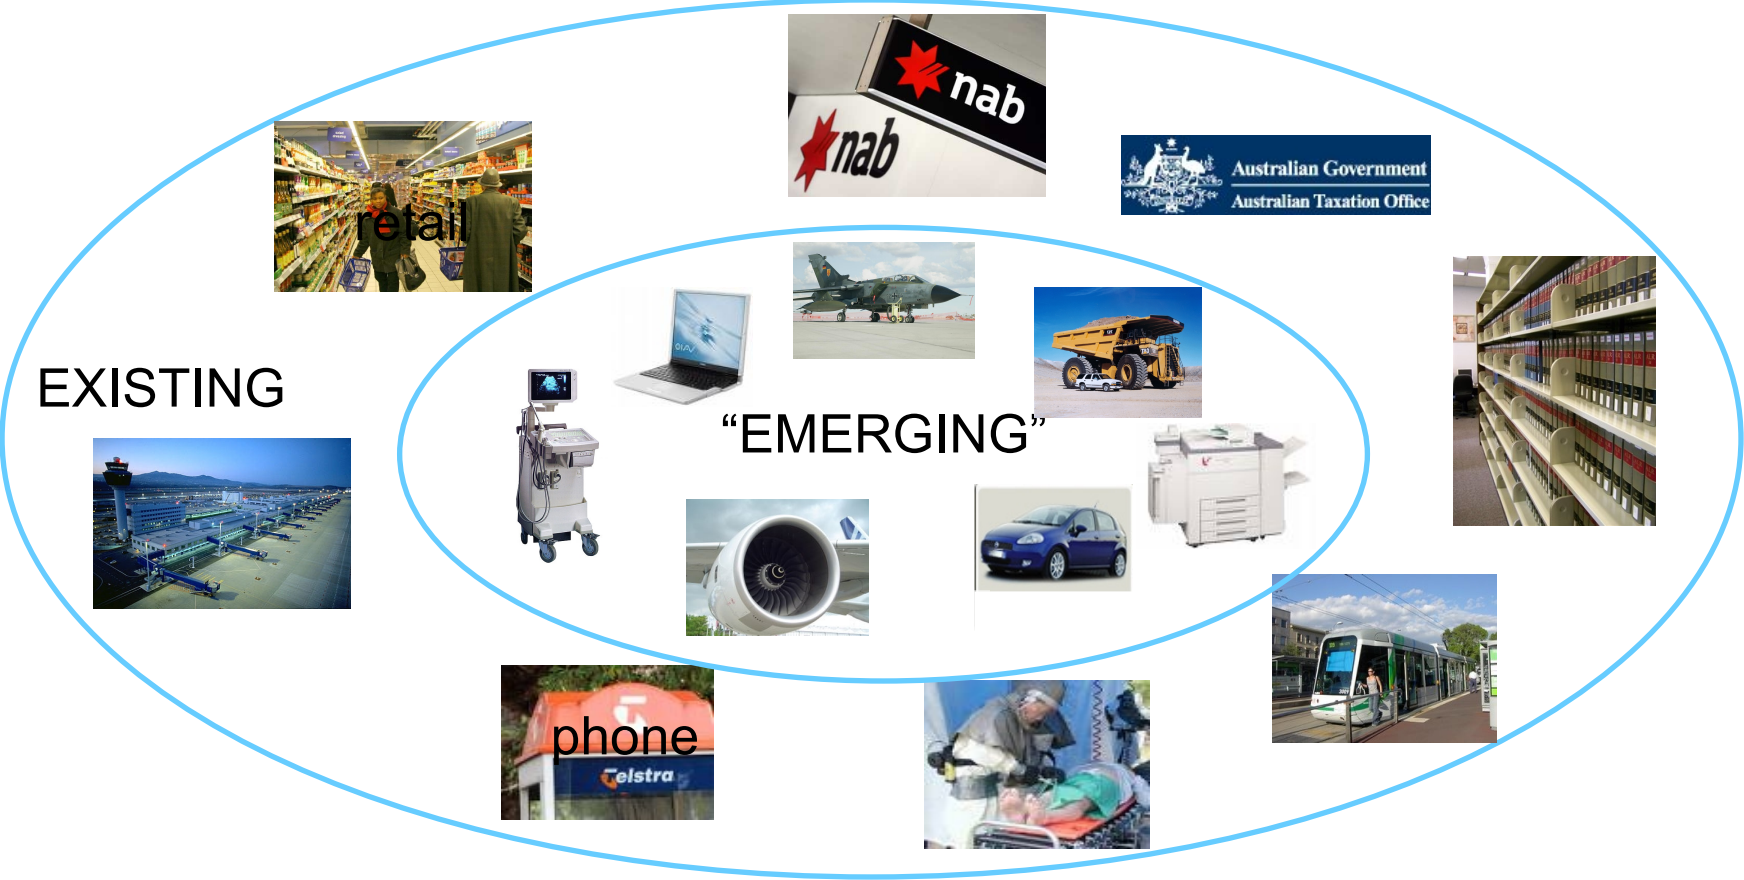 nab
nab
Australian Government
Australian Taxation Office
retail
EXISTING
“EMERGING”
phone
Telstra